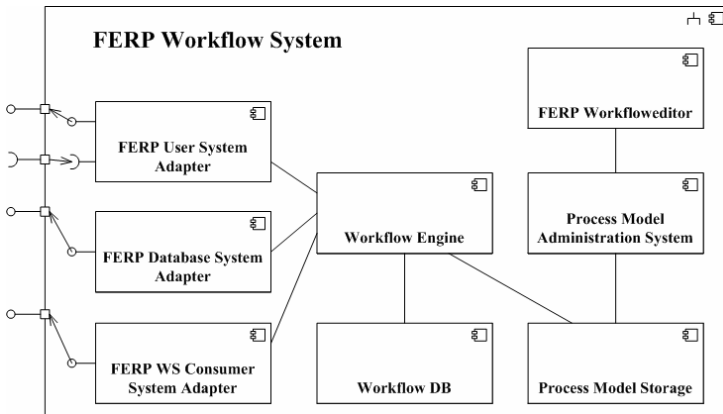 FERP Workflow System
FERP Workfloweditor
FERP User System
Adapter
Workflow Engine
Process Model
Administration System
FERP Database System
Adapter
FERP WS Consumer
System Adapter
Workflow DB
Process Model Storage